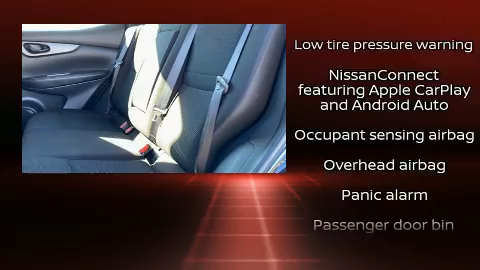 Low tire pressure warning
NissanConnect
featuring Apple CarPlay
and Android Auto
Occupant sensing airbag
Overhead airbag
Panic alarm
Passenger door bin